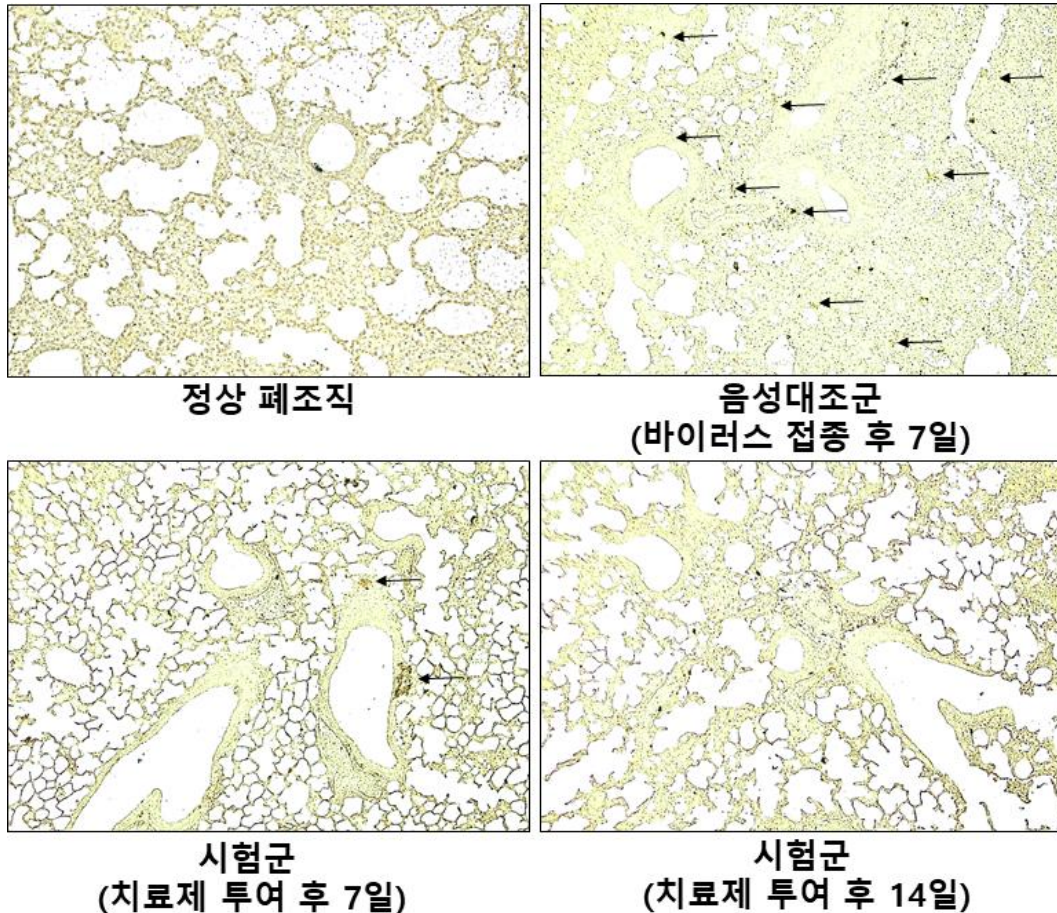 정상 폐조직
음성대조군
(바이러스 접종 후 7일)
시험군
(치료제 투여 후 7일)
시험군
(치료제 투여 후 14일)